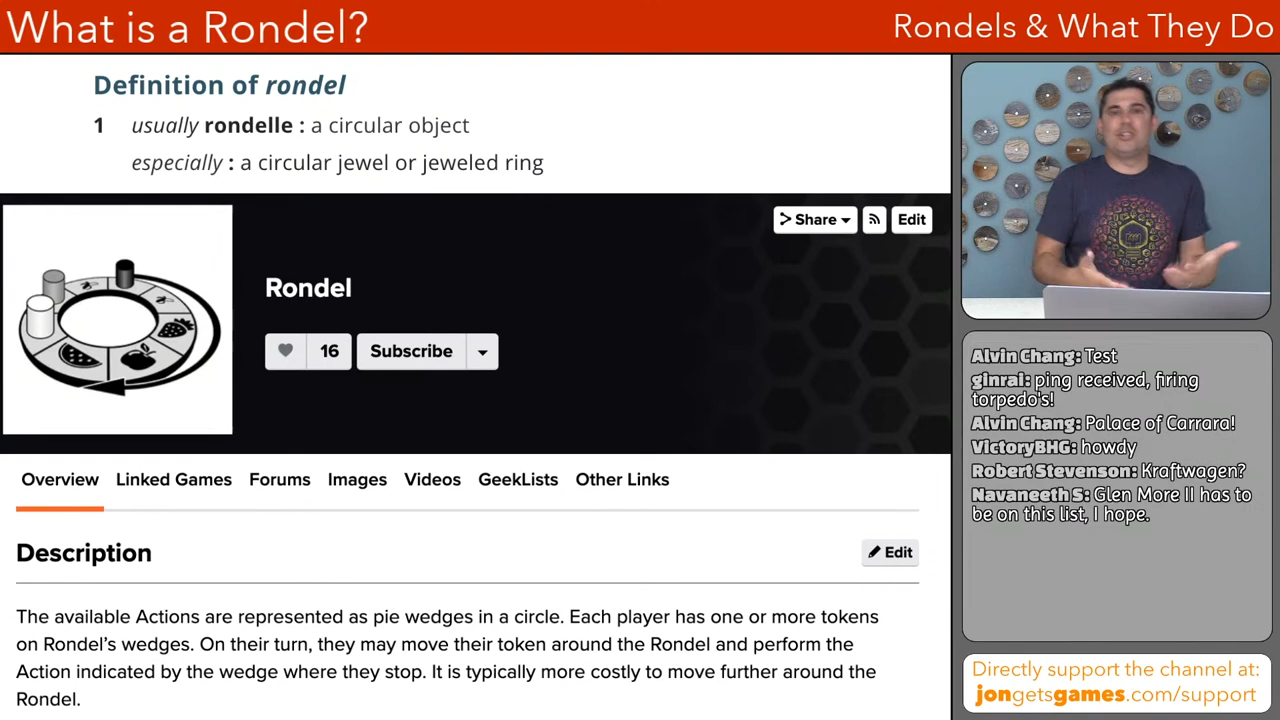 What is a Rondel?
Rondels & What They Do
Definition of rondel
1 usually rondelle : a circular object
especially : a circular jewel or jeweled ring
Share
Edit
Rondel
16
Subscribe
Overview Linked Games Forums Images Videos GeekLists Other Links
Description
Edit
The available Actions are represented as pie wedges in a circle. Each player has one or more tokens
on Rondel’s wedges. On their turn, they may move their token around the Rondel and perform the
Action indicated by the wedge where they stop. It is typically more costly to move further around the
Rondel.
Alvin Chang: Test
ginrai: ping received, firing
torpedo's!
Alvin Chang: Palace of Carrara!
VictoryBHG: howdy
Robert Stevenson: Kraftwagen?
Navaneeth S: Glen More II has to
be on this list, I hope.
Directly support the channel at:
jongetsgames.com/support